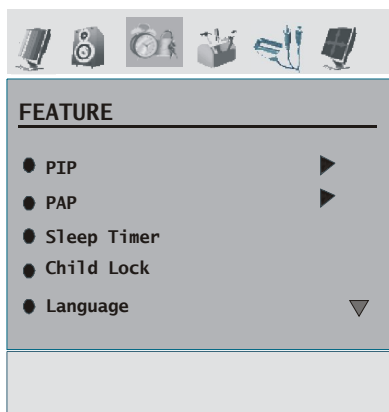 FEATURE
PIP
PAP
Sleep Timer
Child Lock
Language